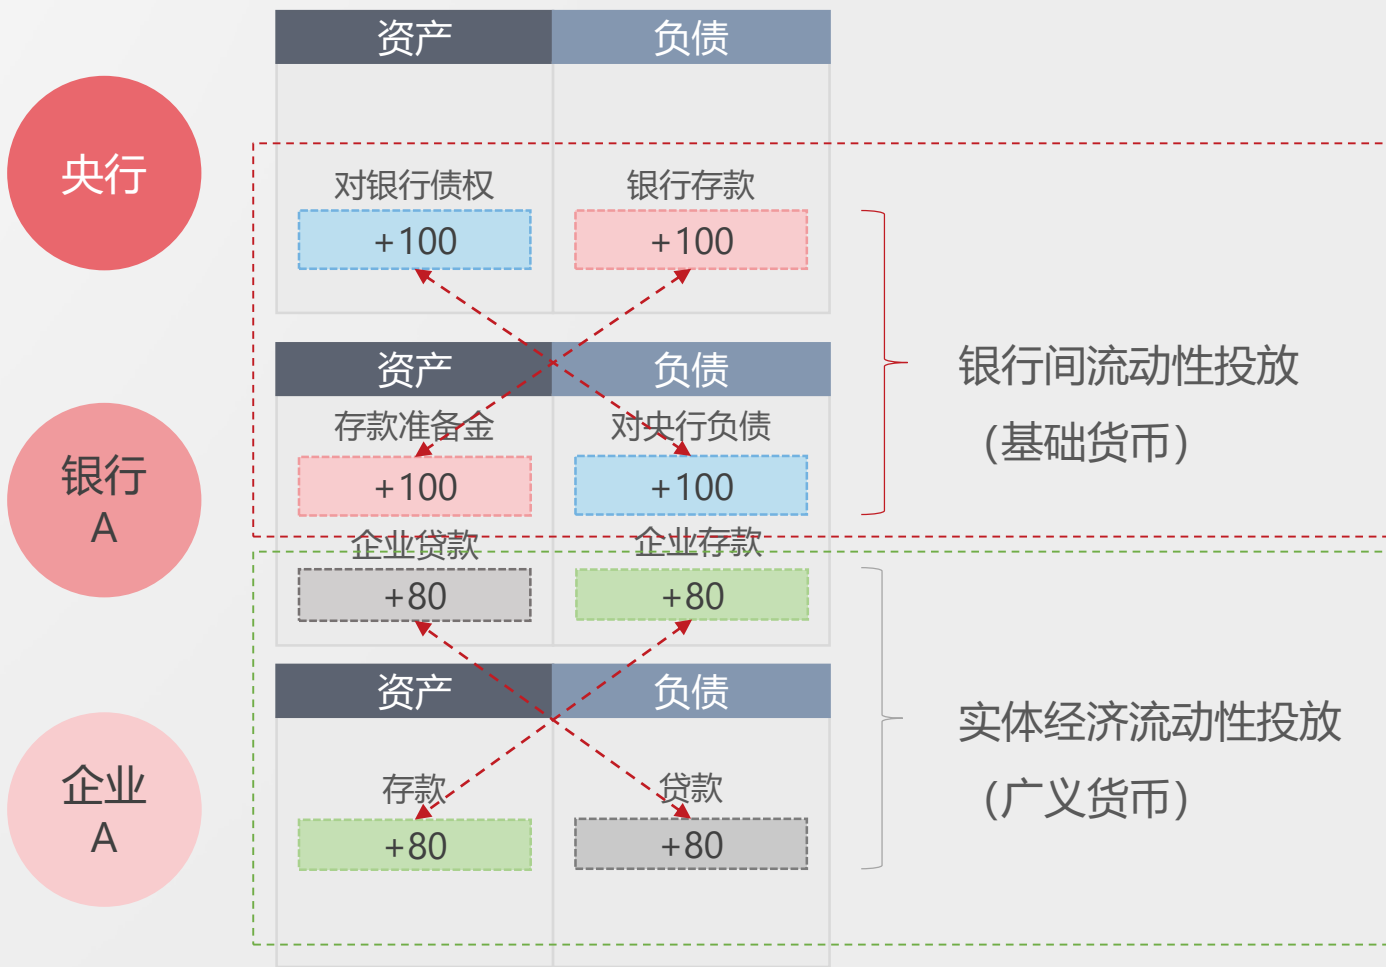 资产 负债
央行
对银行债权 银行存款
+100 +100
资产 负债
银行间流动性投放
（基础货币）
存款准备金 对央行负债
银行
A
+100 +100
企业贷款 企业存款
+80 +80
资产 负债
实体经济流动性投放
（广义货币）
企业
A
存款 贷款
+80 +80